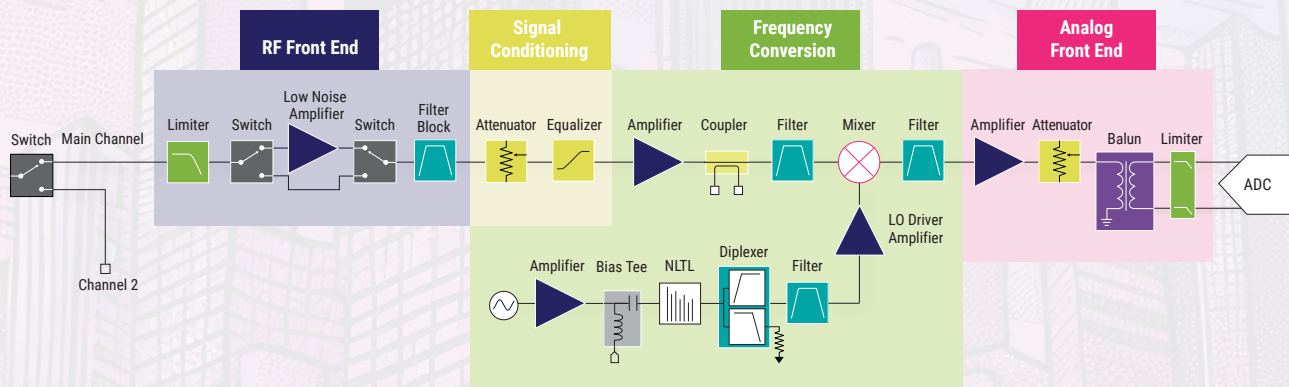 RF Front End
Signal
Conditioning
Frequency
Conversion
Analog
Front End
Switch
Main Channel
Limiter
Switch
Low Noise
Amplifier
Switch
Filter
Block
Attenuator
Equalizer
Amplifier
Coupler
Filter
Mixer
Filter
Amplifier
Attenuator
Balun
Limiter
ADC
Channel 2
LO Driver
Amplifier
Amplifier
Bias Tee
NLTL
Diplexer
Filter